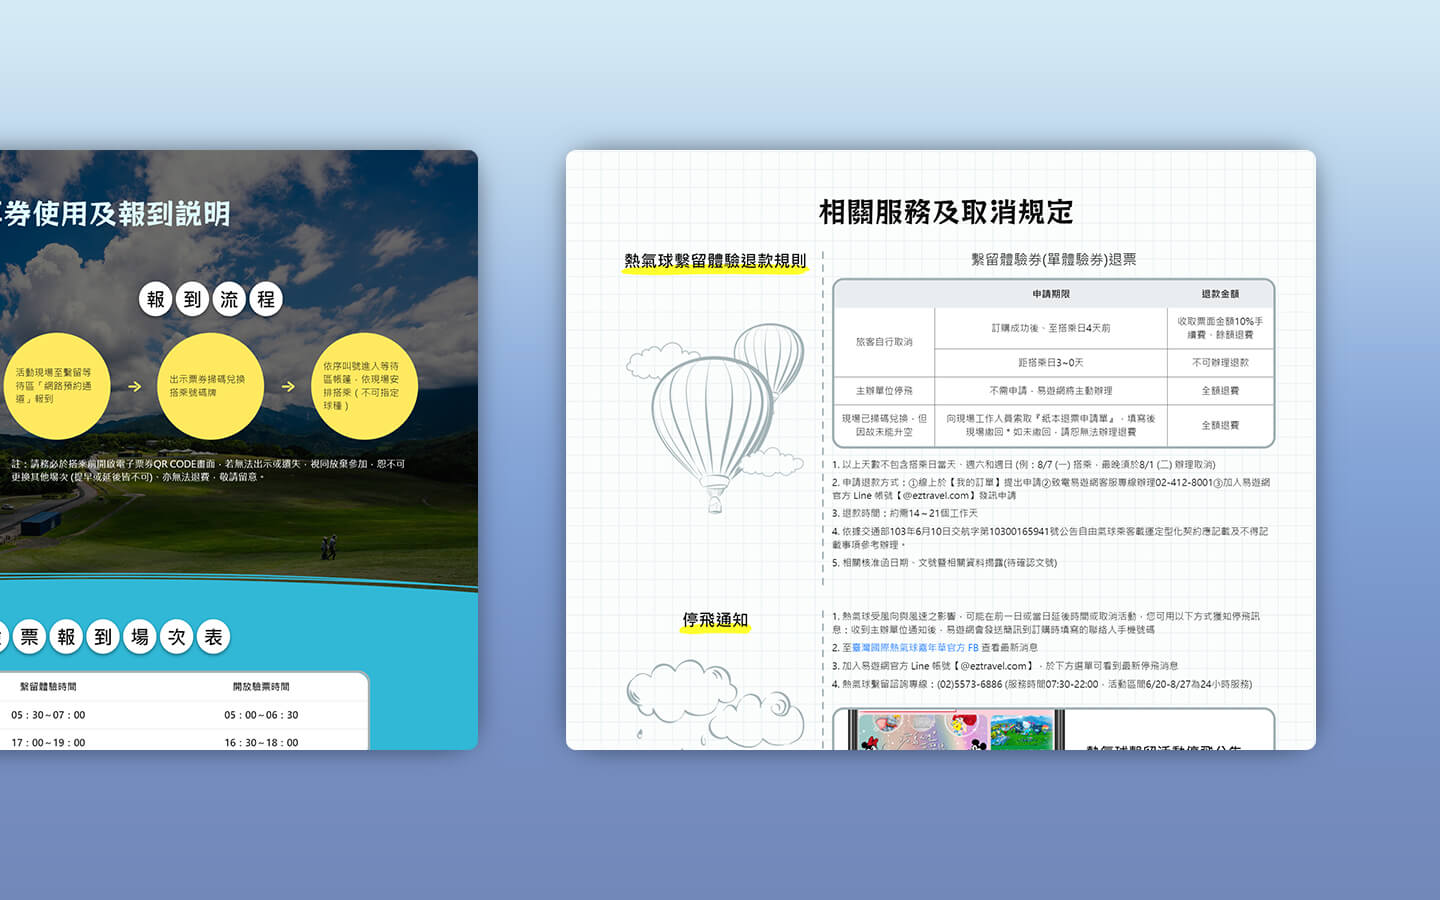 券使用及報到説明
報到流程
活動現場至繫留等
待區「網路預約通
道」報到
出示票券掃碼兌換
搭乘號碼牌
依序叫號進入等待
區帳篷，依現場安
排搭乘（不可指定
球種）
註：請務必於搭乘前開啟電子票券QR CODE畫面，若無法出示或遺失，視同放棄參加，恕不可
更換其他場次 (提早或延後皆不可)、亦無法退費，敬請留意。
票報到場次表
繫留體驗時間 開放驗票時間
05：30~07：00 05：00~06：30
17：00~19：00 16：30~18：00
相關服務及取消規定
熱氣球繫留體驗退款規則
繫留體驗券(單體驗券)退票
申請期限 退款金額
旅客自行取消
訂購成功後、至搭乘日4天前
收取票面金額10%手
續費、餘額退費
距搭乘日3~0天 不可辦理退款
主辦單位停飛 不需申請，易遊網將主動辦理 全額退費
現場已掃碼兌換，但
因故未能升空
向現場工作人員索取『紙本退票申請單』，填寫後
現場繳回＊如未繳回，請恕無法辦理退費
全額退費
1. 以上天數不包含搭乘日當天、週六和週日 (例：8/7 (一) 搭乘，最晚須於8/1 (二) 辦理取消)
2. 申請退款方式：①線上於【我的訂單】提出申請②致電易遊網客服專線辦理02-412-8001③加入易遊網
官方 Line 帳號【@eztravel.com】發訊申請
3. 退款時間：約需14～21個工作天
4. 依據交通部103年6月10日交航字第10300165941號公告自由氣球乘客載運定型化契約應記載及不得記
載事項參考辦理。
5. 相關核准函日期、文號暨相關資料揭露(待確認文號)
停飛通知
1. 熱氣球受風向與風速之影響，可能在前一日或當日延後時間或取消活動，您可用以下方式獲知停飛訊
息：收到主辦單位通知後，易遊網會發送簡訊到訂購時填寫的聯絡人手機號碼
2. 至臺灣國際熱氣球嘉年華官方 FB 查看最新消息
3. 加入易遊網官方 Line 帳號【@eztravel.com】，於下方選單可看到最新停飛消息
4. 熱氣球繫留諮詢專線：(02)5573-6886 (服務時間07:30-22:00，活動區間6/20-8/27為24小時服務)
熱氣球繫留活動停飛公告